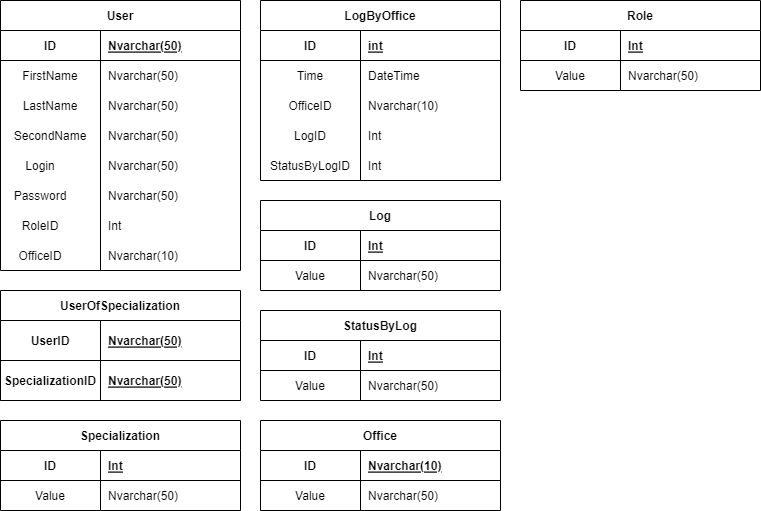 User
ID Nvarchar(50)
FirstName Nvarchar(50)
LastName Nvarchar(50)
SecondName Nvarchar(50)
Login Nvarchar(50)
Password Nvarchar(50)
RoleID Int
OfficeID Nvarchar(10)
UserOfSpecialization
UserID Nvarchar(50)
SpecializationID Nvarchar(50)
Specialization
ID Int
Value Nvarchar(50)
LogByOffice
ID int
Time DateTime
OfficeID Nvarchar(10)
LogID Int
StatusByLogID Int
Log
ID Int
Value Nvarchar(50)
StatusByLog
ID Int
Value Nvarchar(50)
Office
ID Nvarchar(10)
Value Nvarchar(50)
Role
ID Int
Value Nvarchar(50)